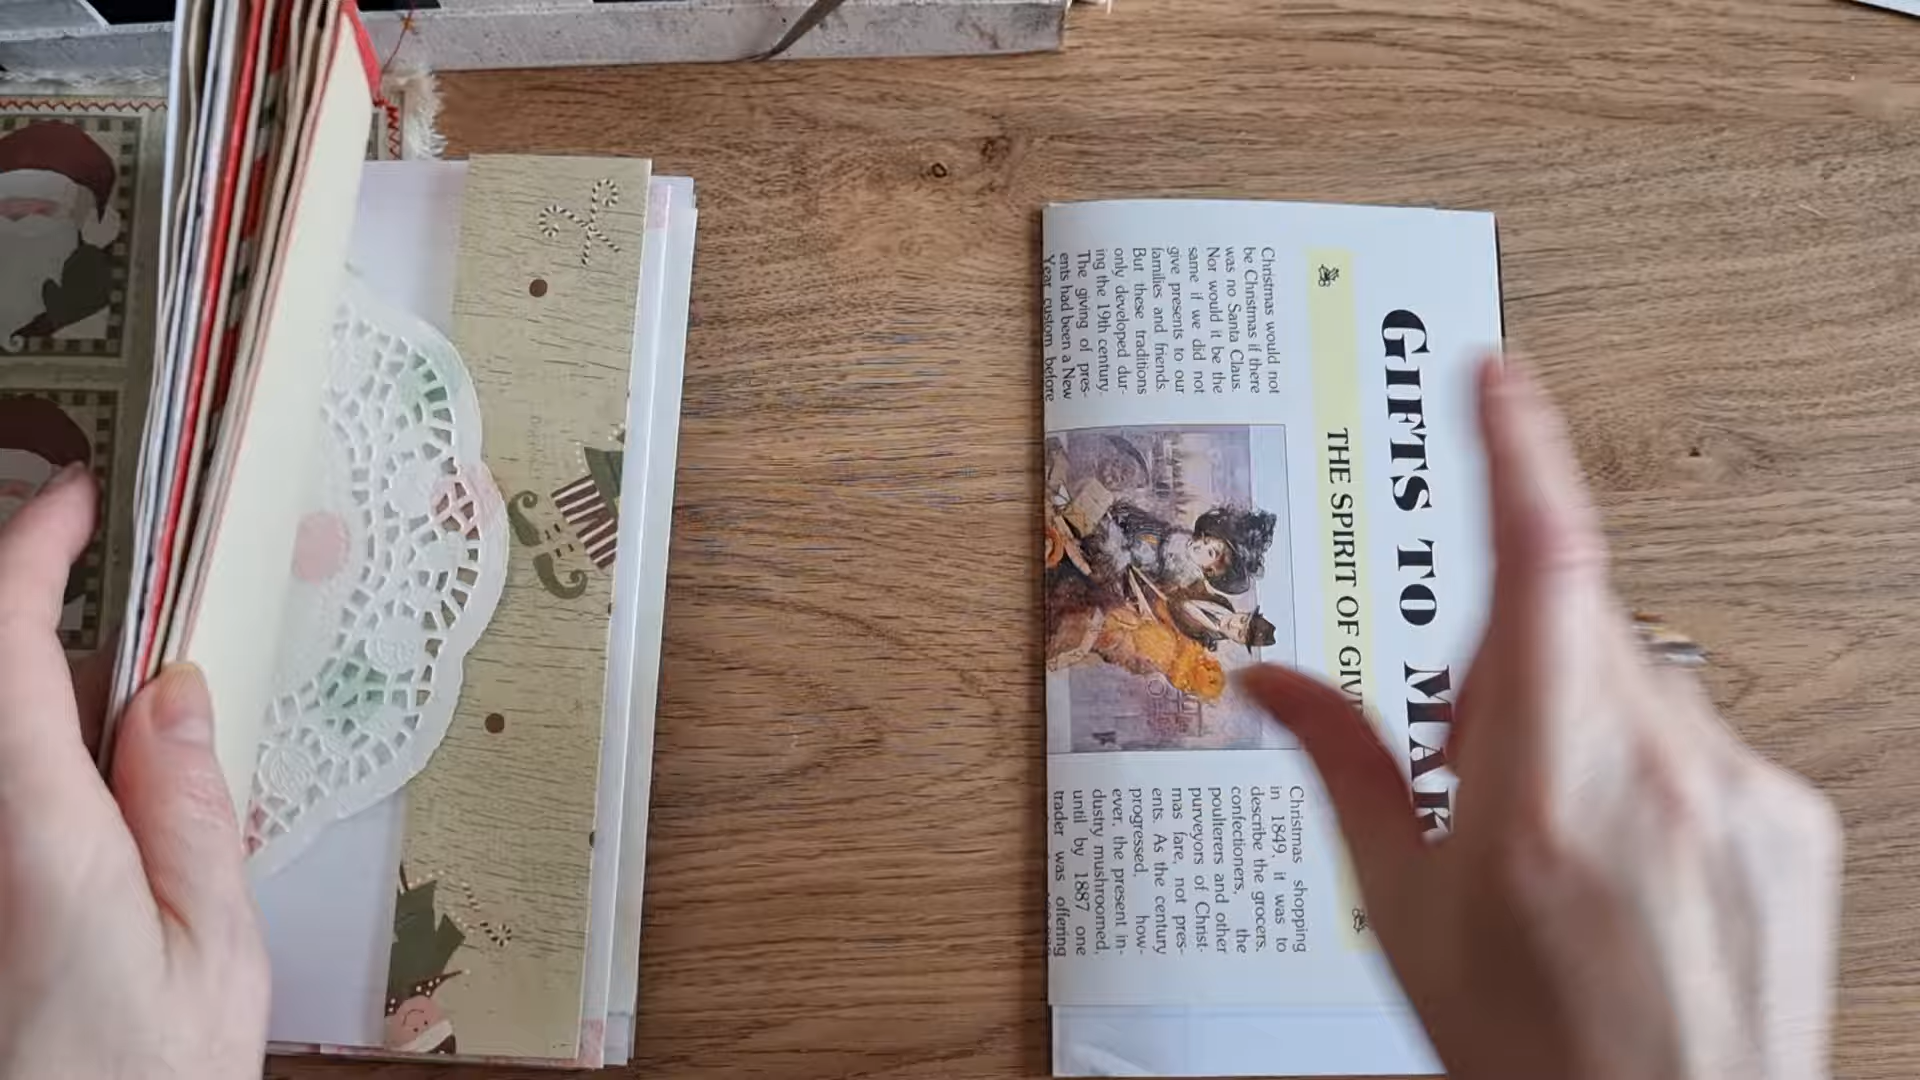 GIFTS TO MAK
THE SPIRIT OF GIV
Christmas would not
be Christmas if there
was no Santa Claus.
Nor would it be the
same if we did not
give presents to our
families and friends.
But these traditions
only developed dur-
ing the 19th century.
The giving of pres-
ents had been a New
Year custom before
Christmas shopping
in 1849, it was to
describe the grocers,
confectioners, the
poulterers and other
purveyors of Christ-
mas fare, not pres-
ents. As the century
progressed, how-
ever, the present in-
dustry mushroomed,
until by 1887 one
trader was offering